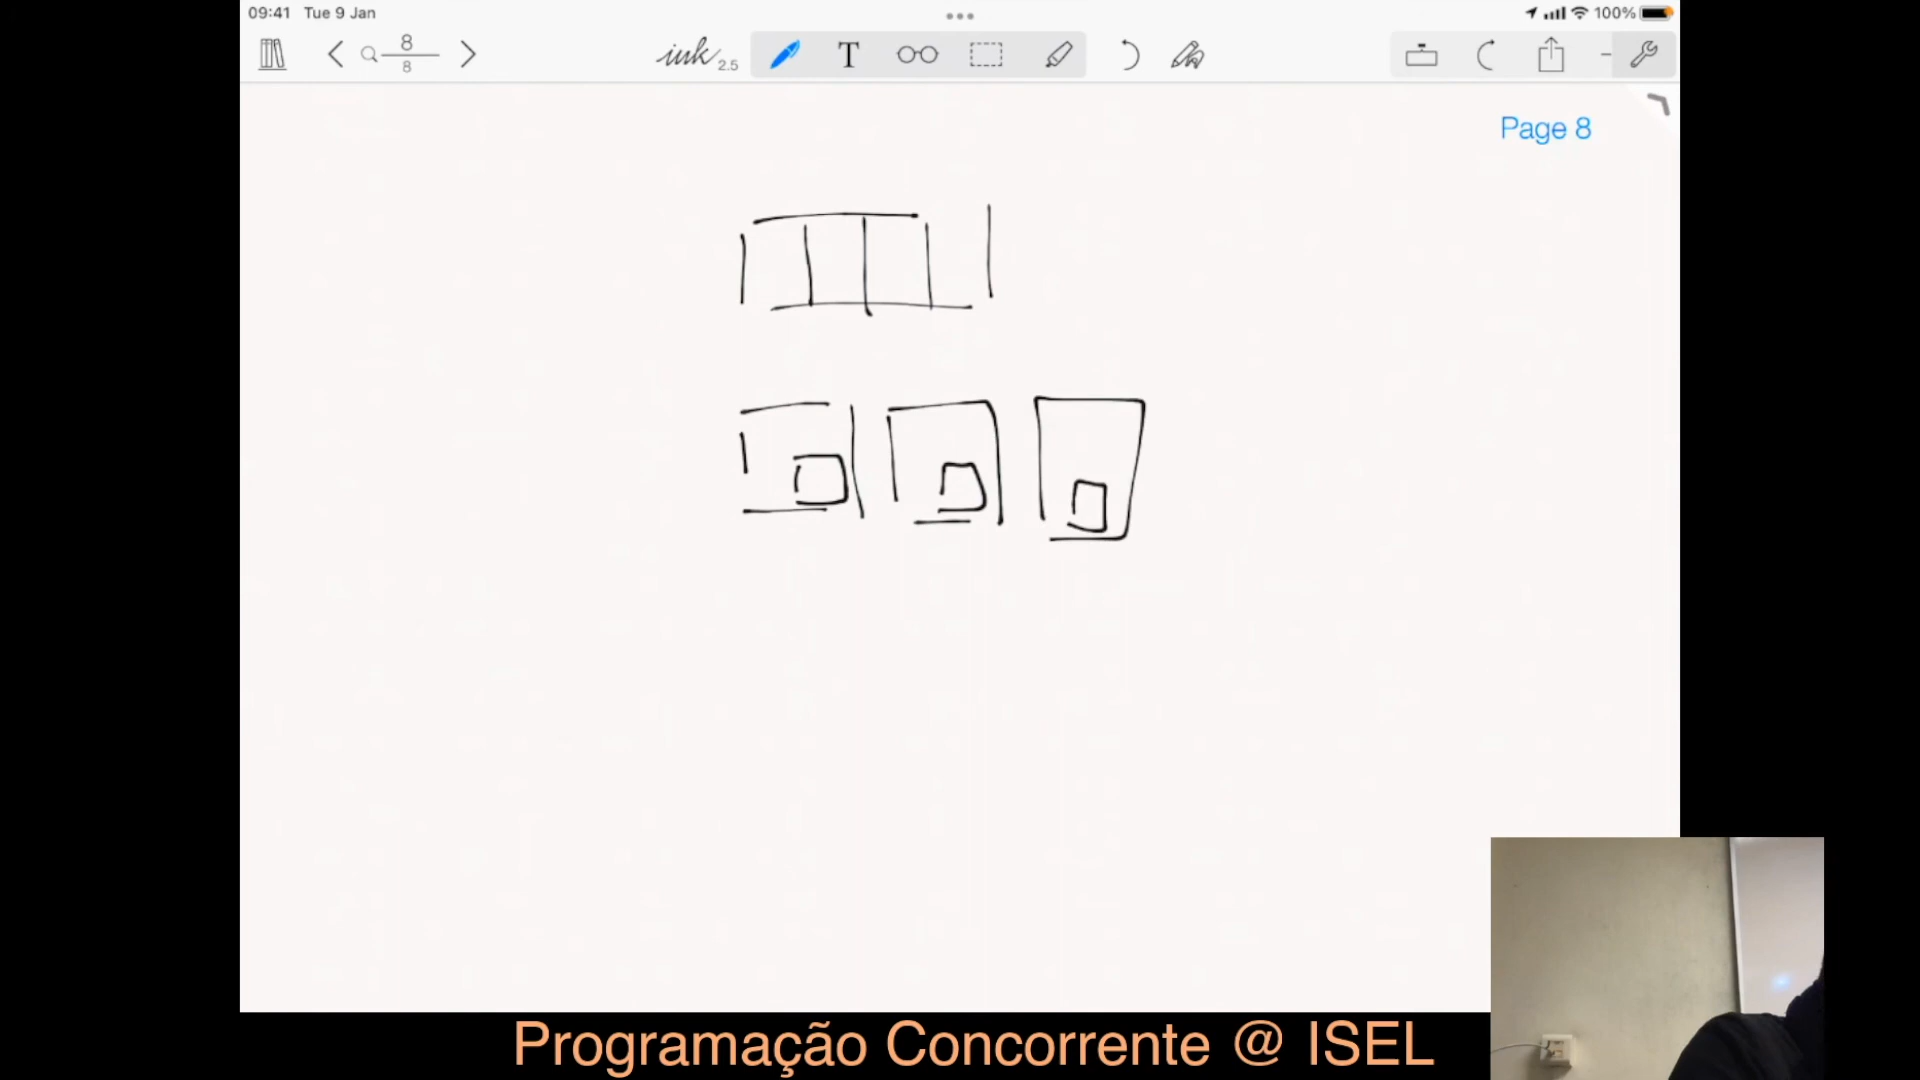 09:41 Tue 9 Jan
100%
8
8
ink 2.5
T
Page 8
Programação Concorrente @ ISEL